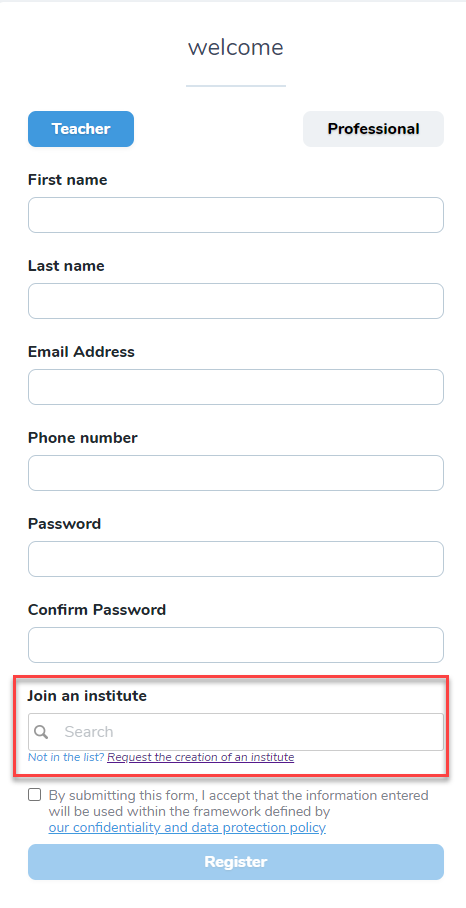 welcome
Teacher
Professional
First name
Last name
Email Address
Phone number
Password
Confirm Password
Join an institute
Search
Not in the list? Request the creation of an institute
By submitting this form, I accept that the information entered
will be used within the framework defined by
our confidentiality and data protection policy
Register